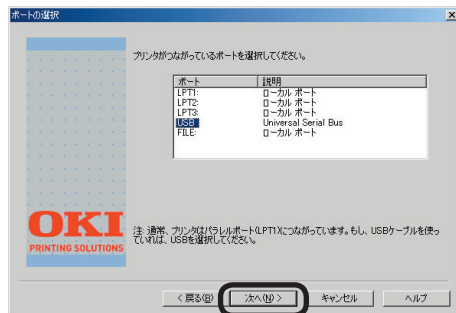 ポートの選択
プリンタがつながっているポートを選択してください。
ポート 説明
LPT1: ローカル ポート
LPT2: ローカル ポート
LPT3: ローカル ポート
USB: Universal Serial Bus
FILE: ローカル ポート
OKI
PRINTING SOLUTIONS
注: 通常、プリンタはパラレルポート(LPT1)につながっています。もし、USBケーブルを使っ
ていれば、USBを選択してください。
< 戻る(B) 次へ(N) > キャンセル ヘルプ